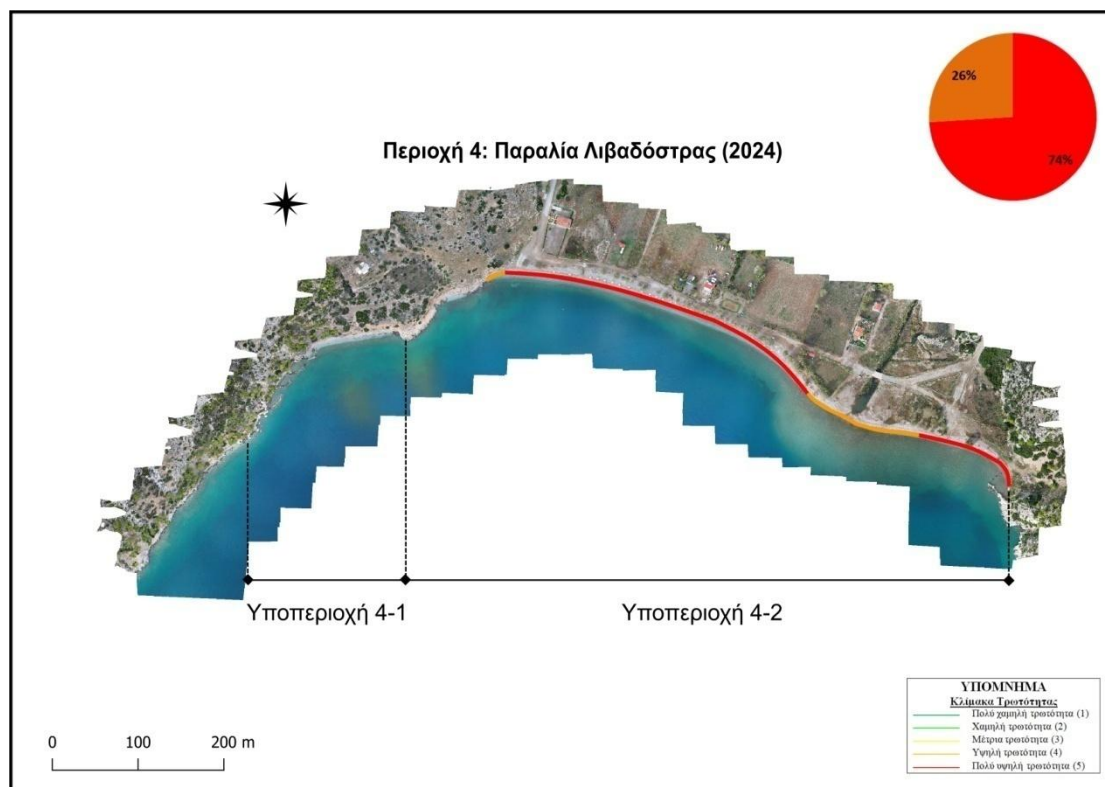 26%
74%
Περιοχή 4: Παραλία Λιβαδόστρας (2024)
Υποπεριοχή 4-1
Υποπεριοχή 4-2
0 100 200 m
ΥΠΟΜΝΗΜΑ
Κλίμακα Τρωτότητας
Πολύ χαμηλή τρωτότητα (1)
Χαμηλή τρωτότητα (2)
Μέτρια τρωτότητα (3)
Υψηλή τρωτότητα (4)
Πολύ υψηλή τρωτότητα (5)